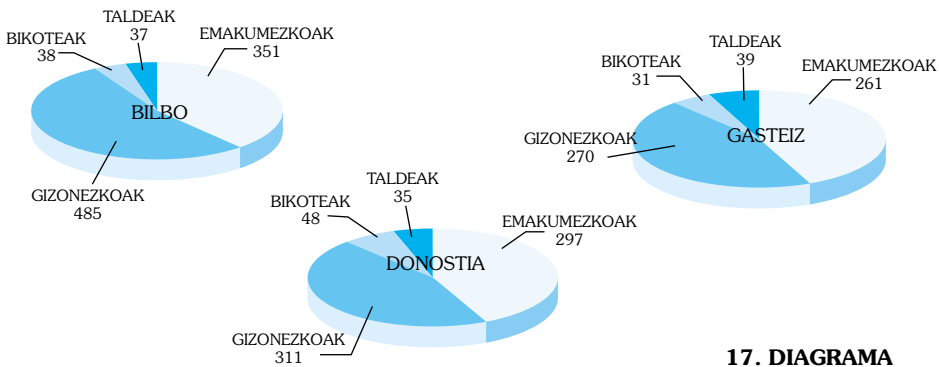 TALDEAK
37
BIKOTEAK
38
EMAKUMEZKOAK
351
BILBO
GIZONEZKOAK
485
TALDEAK
39
BIKOTEAK
31
EMAKUMEZKOAK
261
GIZONEZKOAK
270
GASTEIZ
TALDEAK
35
BIKOTEAK
48
EMAKUMEZKOAK
297
DONOSTIA
GIZONEZKOAK
311
17. DIAGRAMA